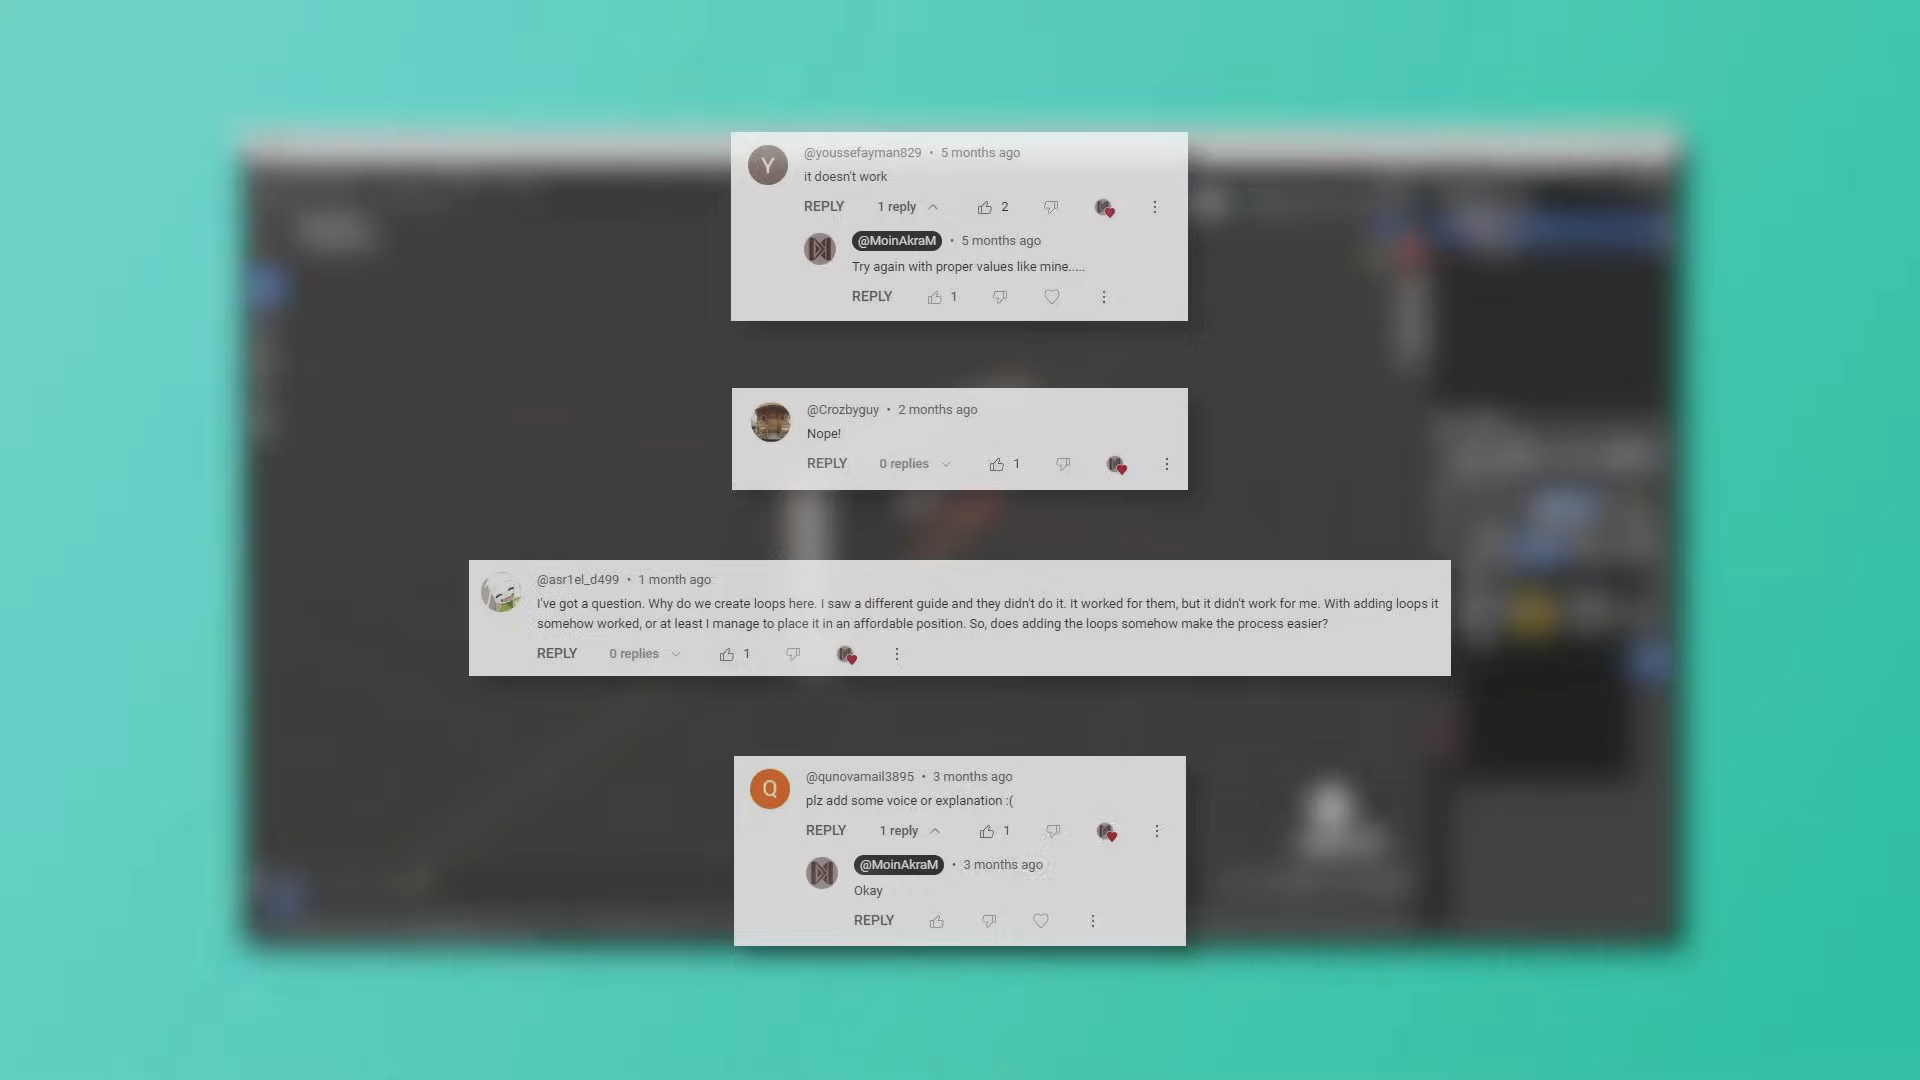 Y
@youssefayman829 • 5 months ago
it doesn't work
REPLY 1 reply 2
@MoinAkraM • 5 months ago
Try again with proper values like mine.....
REPLY 1
@Crozbyguy • 2 months ago
Nope!
REPLY 0 replies 1
@asr1el_d499 • 1 month ago
I've got a question. Why do we create loops here. I saw a different guide and they didn't do it. It worked for them, but it didn't work for me. With adding loops it
somehow worked, or at least I manage to place it in an affordable position. So, does adding the loops somehow make the process easier?
REPLY 0 replies 1
Q
@qunovamail3895 • 3 months ago
plz add some voice or explanation :(
REPLY 1 reply 1
@MoinAkraM • 3 months ago
Okay
REPLY